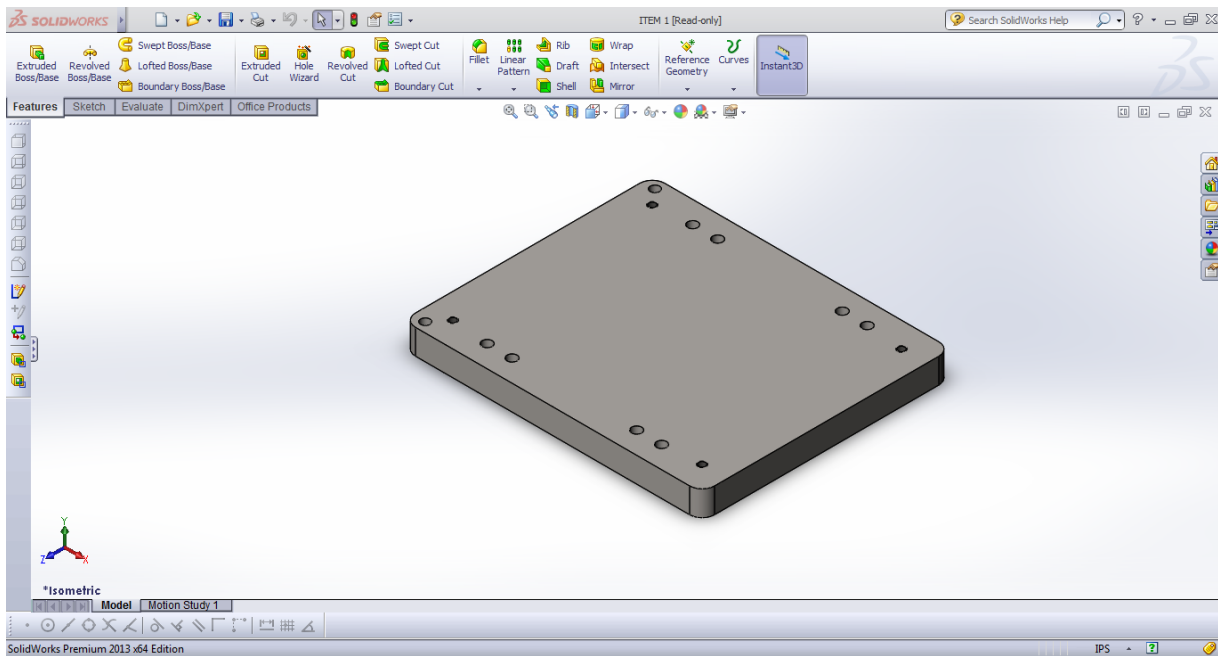 SOLIDWORKS
ITEM 1 [Read-only]
Search SolidWorks Help
Extruded Boss/Base
Revolved Boss/Base
Swept Boss/Base
Lofted Boss/Base
Boundary Boss/Base
Extruded Cut
Hole Wizard
Revolved Cut
Swept Cut
Lofted Cut
Boundary Cut
Fillet
Linear Pattern
Rib
Draft
Shell
Wrap
Intersect
Mirror
Reference Geometry
Curves
Instant3D
Features
Sketch
Evaluate
DimXpert
Office Products
Y
Z
X
*Isometric
Model
Motion Study 1
SolidWorks Premium 2013 x64 Edition
IPS